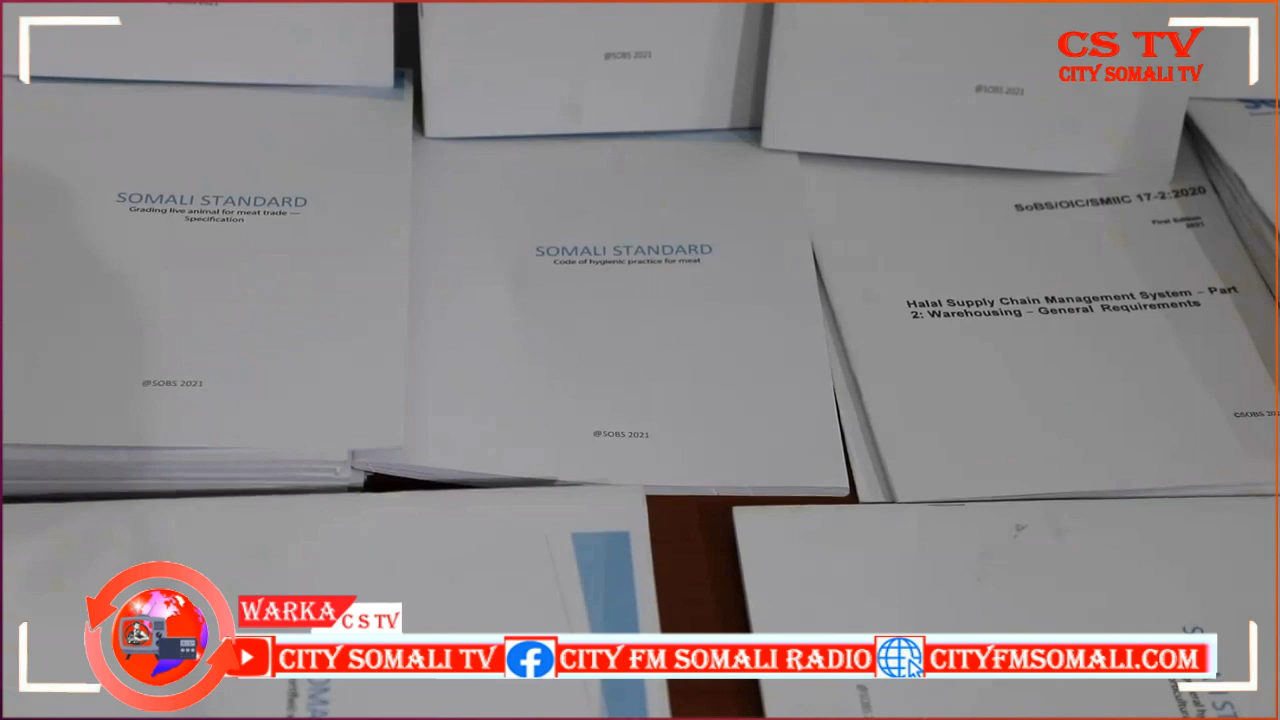 @SOBS 2021
@SOBS 2021
CS TV
CITY SOMALI TV
SOMALI STANDARD
Grading live animal for meat trade —
Specification
@SOBS 2021
SOMALI STANDARD
Code of hygienic practice for meat
@SOBS 2021
SoBS/OIC/SMIIC 17-2:2020
First Edition
2021
Halal Supply Chain Management System – Part
2: Warehousing – General Requirements
©SOBS
WARKA
C S TV
CITY SOMALI TV
CITY FM SOMALI RADIO
CITYFMSOMALI.COM